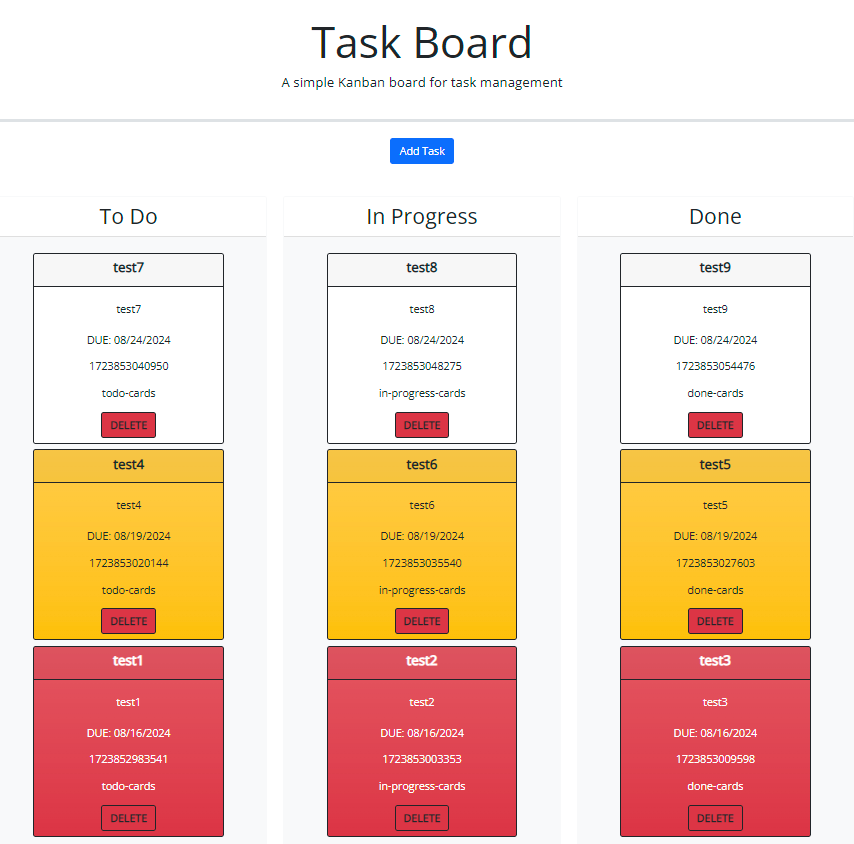 Task Board
A simple Kanban board for task management
Add Task
To Do
test7
test7
DUE: 08/24/2024
1723853040950
todo-cards
DELETE
test4
test4
DUE: 08/19/2024
1723853020144
todo-cards
DELETE
test1
test1
DUE: 08/16/2024
1723852983541
todo-cards
DELETE
In Progress
test8
test8
DUE: 08/24/2024
1723853048275
in-progress-cards
DELETE
test6
test6
DUE: 08/19/2024
1723853035540
in-progress-cards
DELETE
test2
test2
DUE: 08/16/2024
1723853003353
in-progress-cards
DELETE
Done
test9
test9
DUE: 08/24/2024
1723853054476
done-cards
DELETE
test5
test5
DUE: 08/19/2024
1723853027603
done-cards
DELETE
test3
test3
DUE: 08/16/2024
1723853009598
done-cards
DELETE